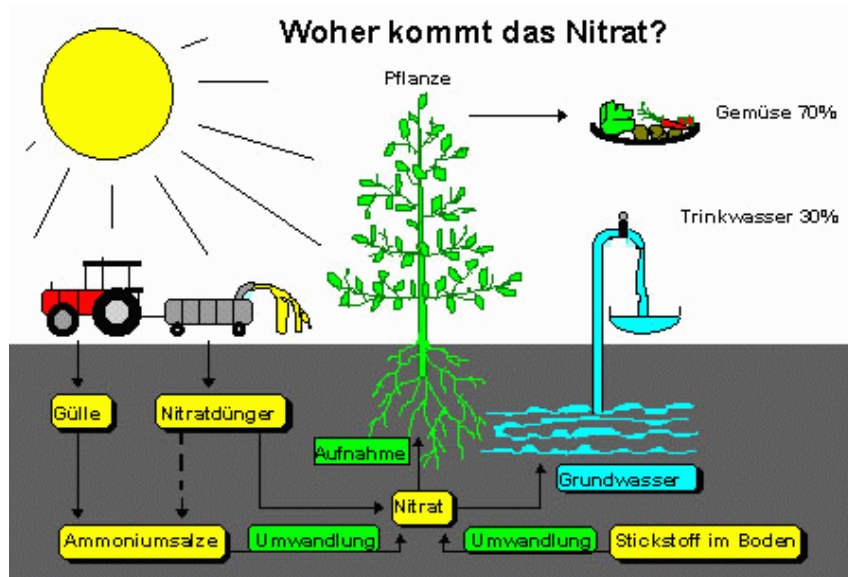 Woher kommt das Nitrat?
Pflanze
Gemüse 70%
Trinkwasser 30%
Gülle
Nitratdünger
Aufnahme
Grundwasser
Nitrat
Ammoniumsalze
Umwandlung
Umwandlung
Stickstoff im Boden